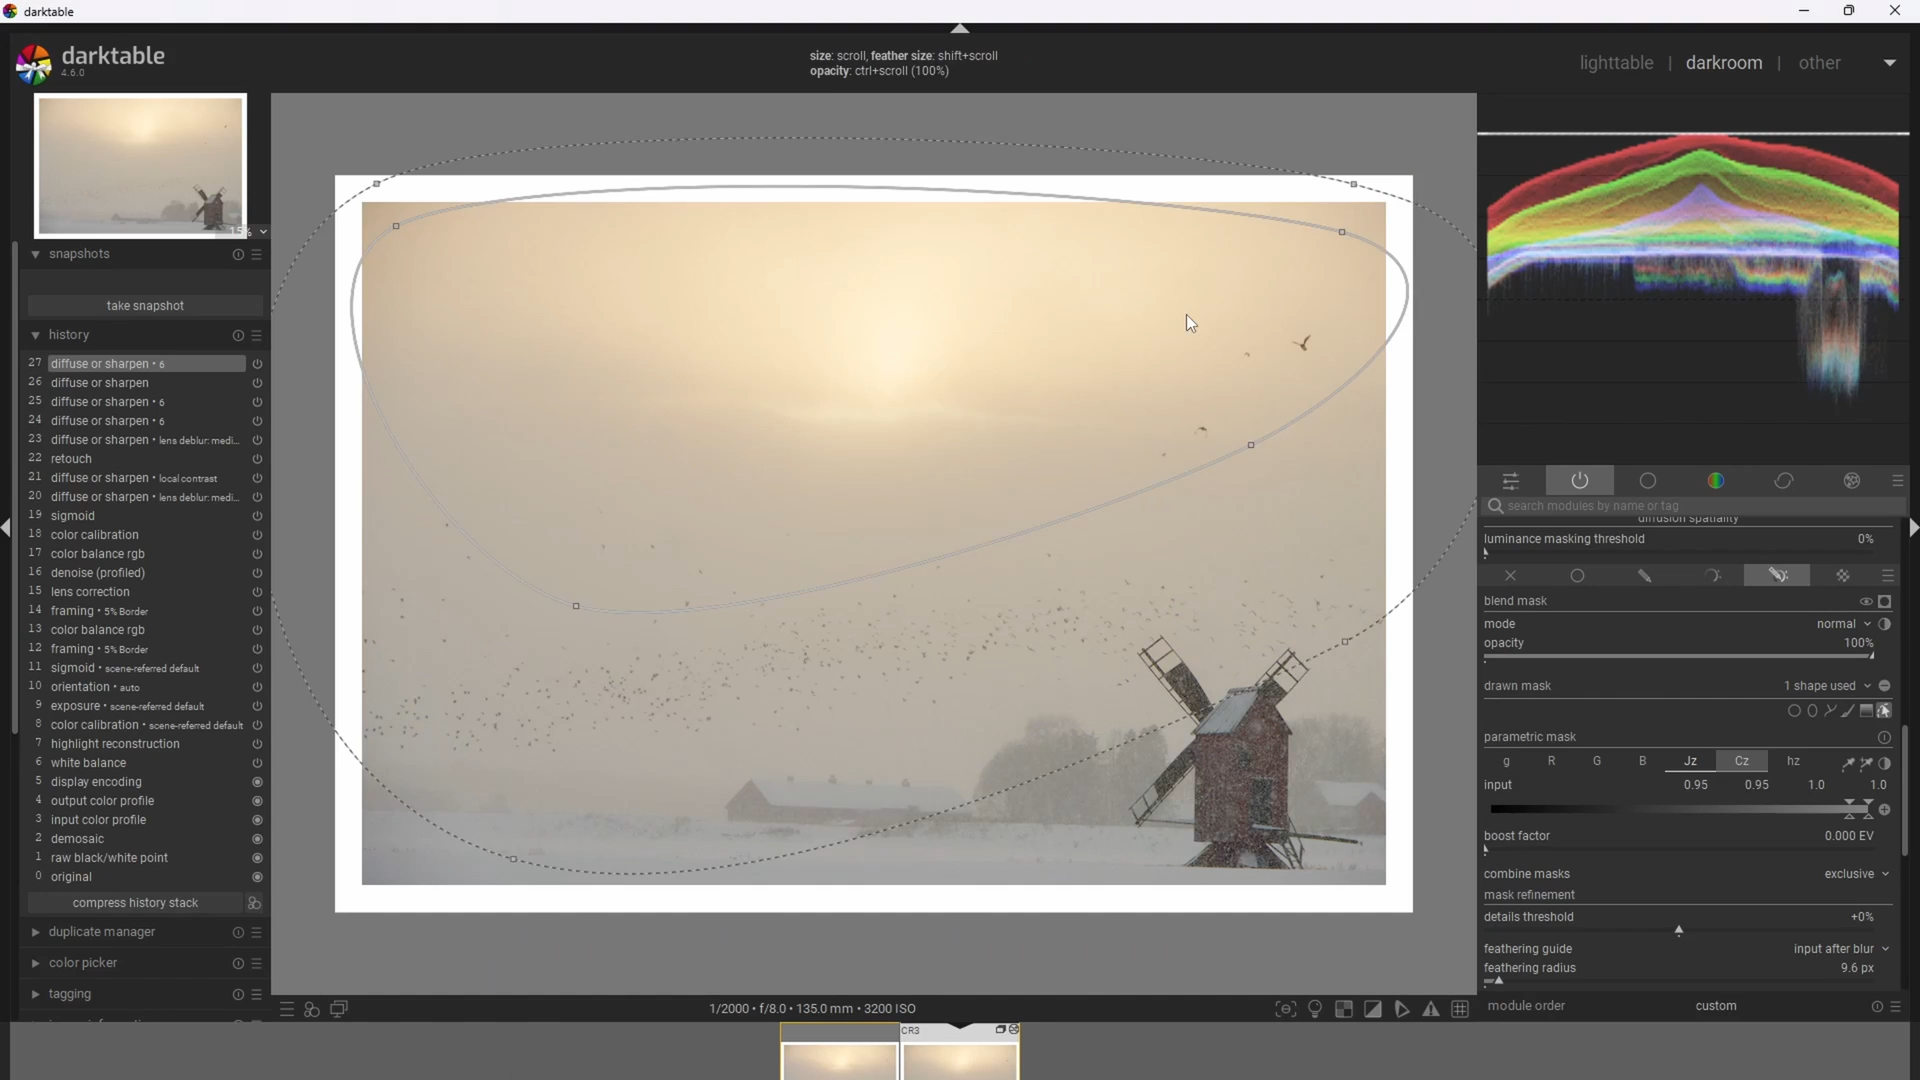 darktable
darktable
4.6.0
size: scroll, feather size: shift+scroll
opacity: ctrl+scroll (100%)
lighttable | darkroom | other
15%
snapshots
take snapshot
history
27 diffuse or sharpen • 6
26 diffuse or sharpen
25 diffuse or sharpen • 6
24 diffuse or sharpen • 6
23 diffuse or sharpen • lens deblur: medi...
22 retouch
21 diffuse or sharpen • local contrast
20 diffuse or sharpen • lens deblur: medi...
19 sigmoid
18 color calibration
17 color balance rgb
16 denoise (profiled)
15 lens correction
14 framing • 5% Border
13 color balance rgb
12 framing • 5% Border
11 sigmoid • scene-referred default
10 orientation • auto
9 exposure • scene-referred default
8 color calibration • scene-referred default
7 highlight reconstruction
6 white balance
5 display encoding
4 output color profile
3 input color profile
2 demosaic
1 raw black/white point
0 original
compress history stack
duplicate manager
color picker
tagging
1/2000 • f/8.0 • 135.0 mm • 3200 ISO
CR3
search modules by name or tag
diffusion spatiality
luminance masking threshold 0%
blend mask
mode normal
opacity 100%
drawn mask 1 shape used
parametric mask
g R G B Jz Cz hz
input 0.95 0.95 1.0 1.0
boost factor 0.000 EV
combine masks exclusive
mask refinement
details threshold +0%
feathering guide input after blur
feathering radius 9.6 px
module order custom